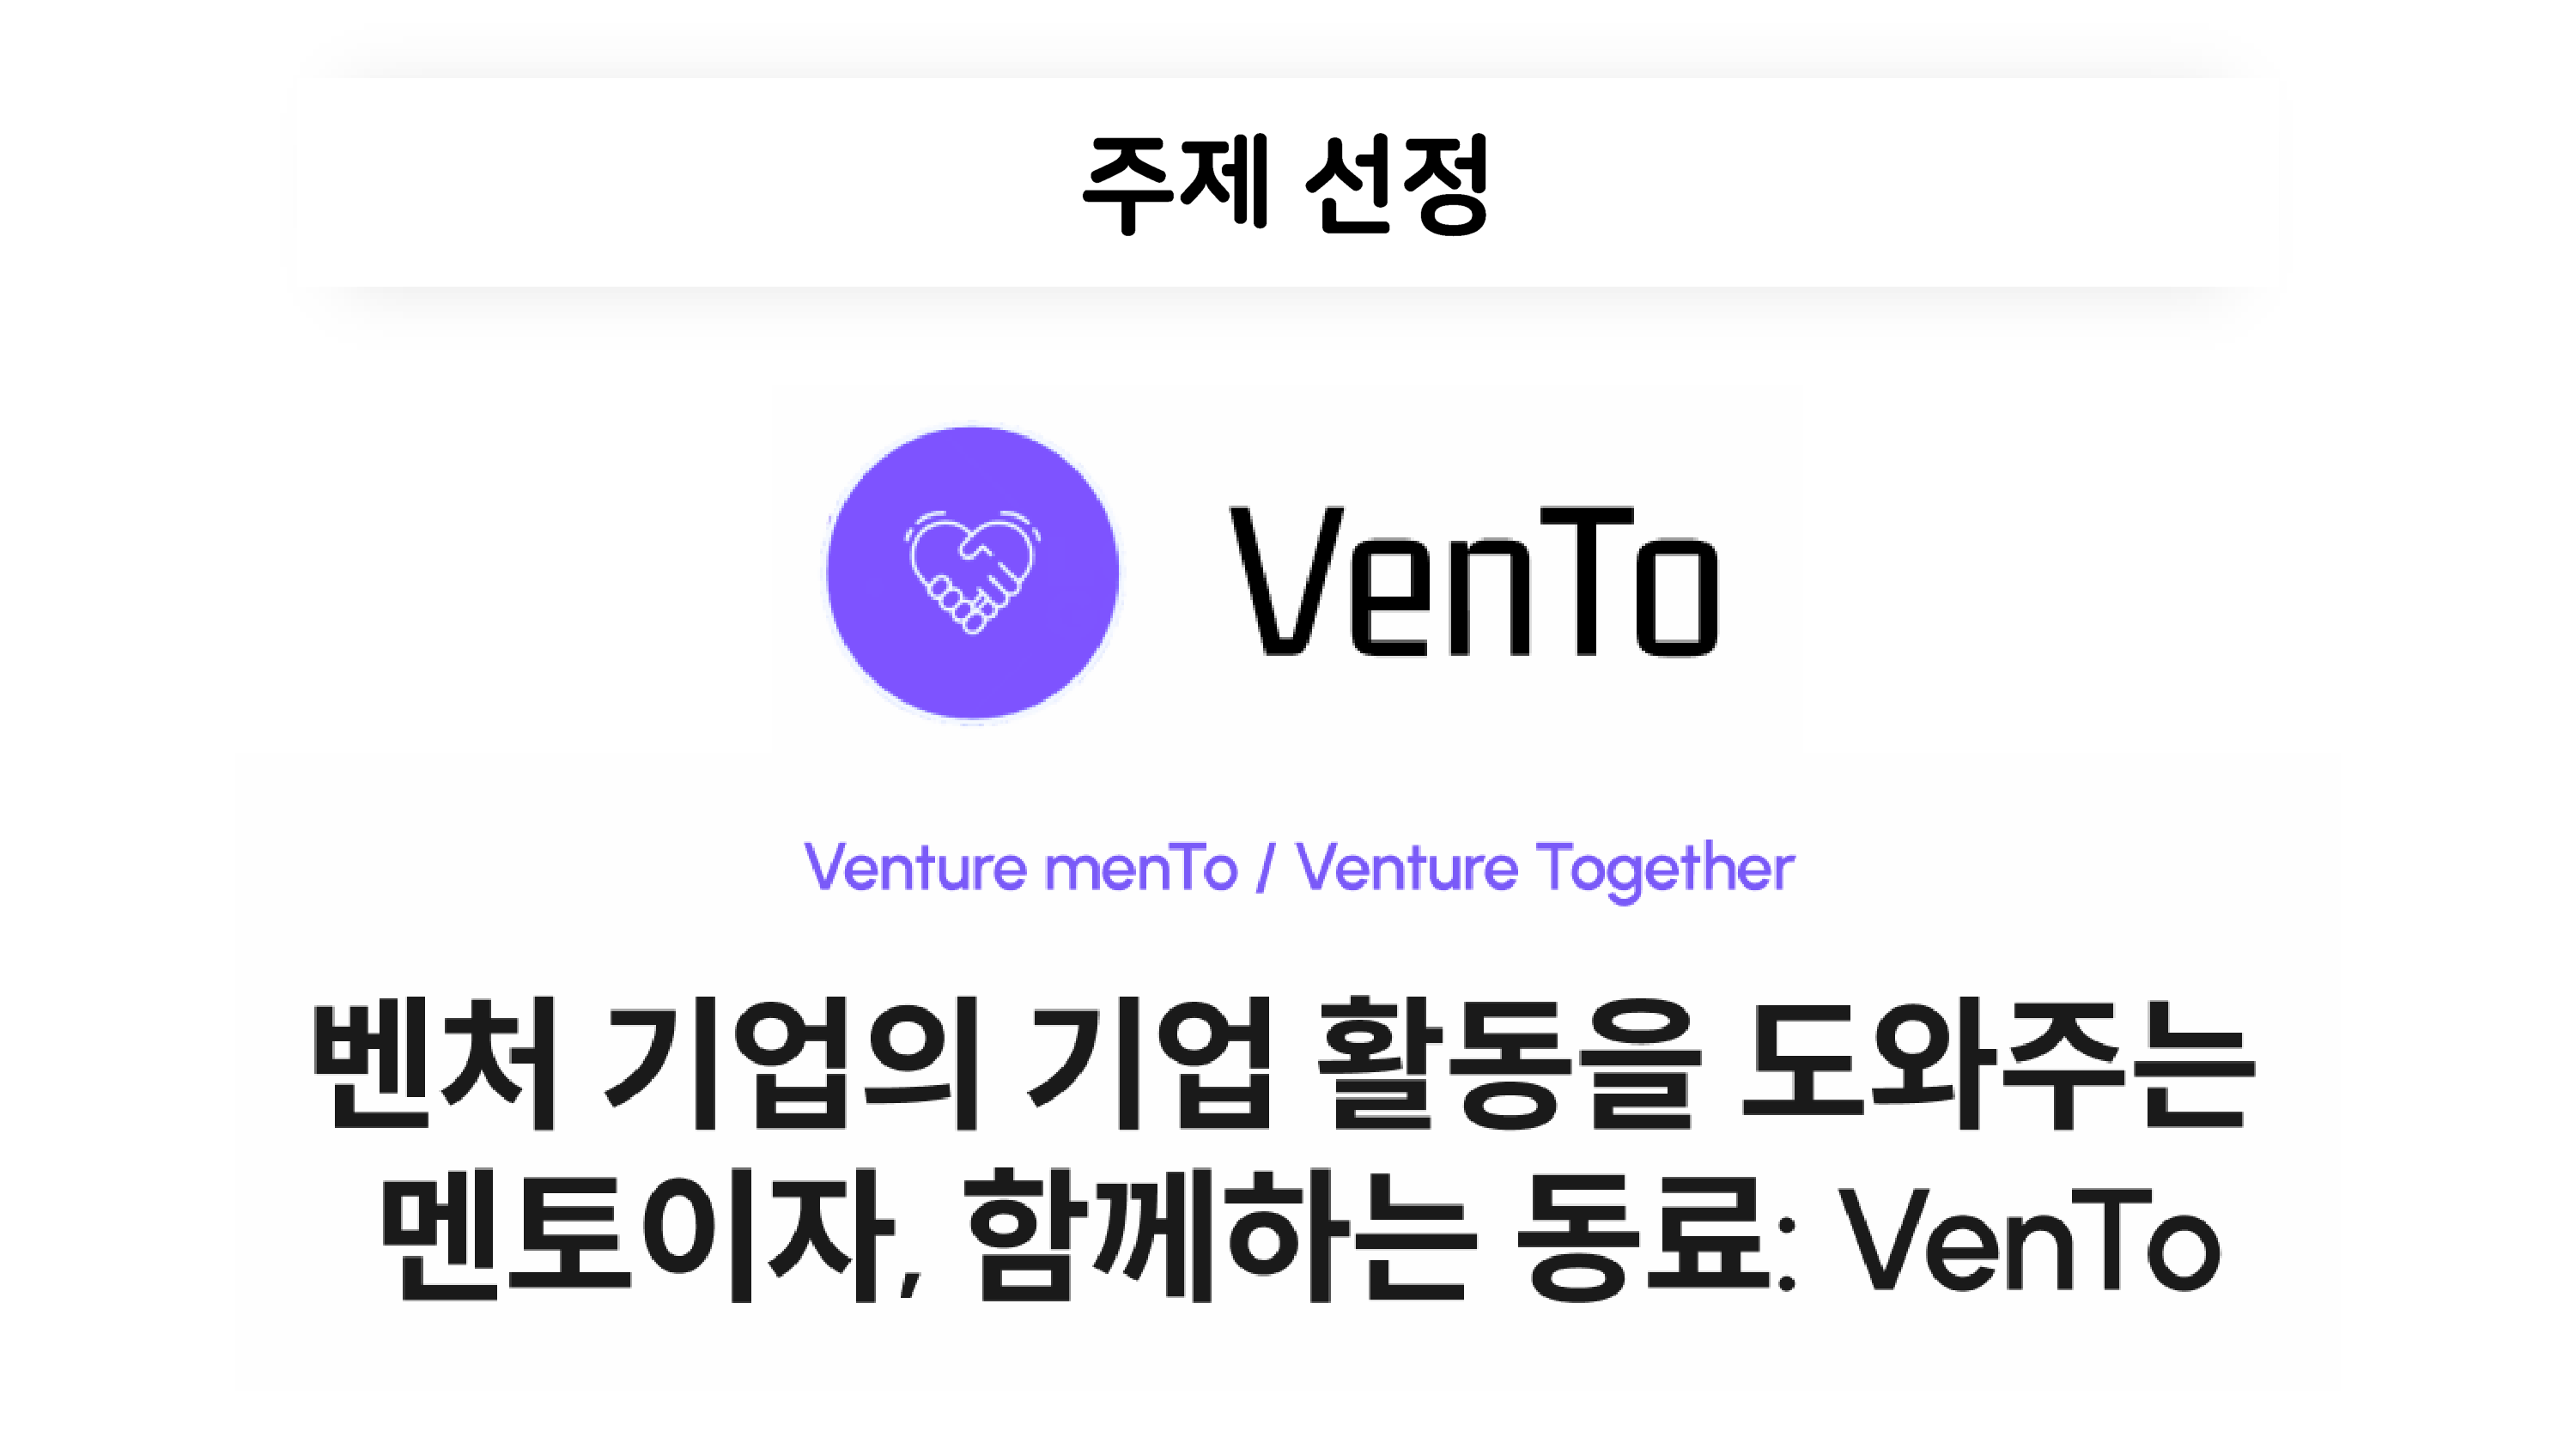 주제 선정
VenTo
Venture menTo / Venture Together
벤처 기업의 기업 활동을 도와주는
멘토이자, 함께하는 동료: VenTo